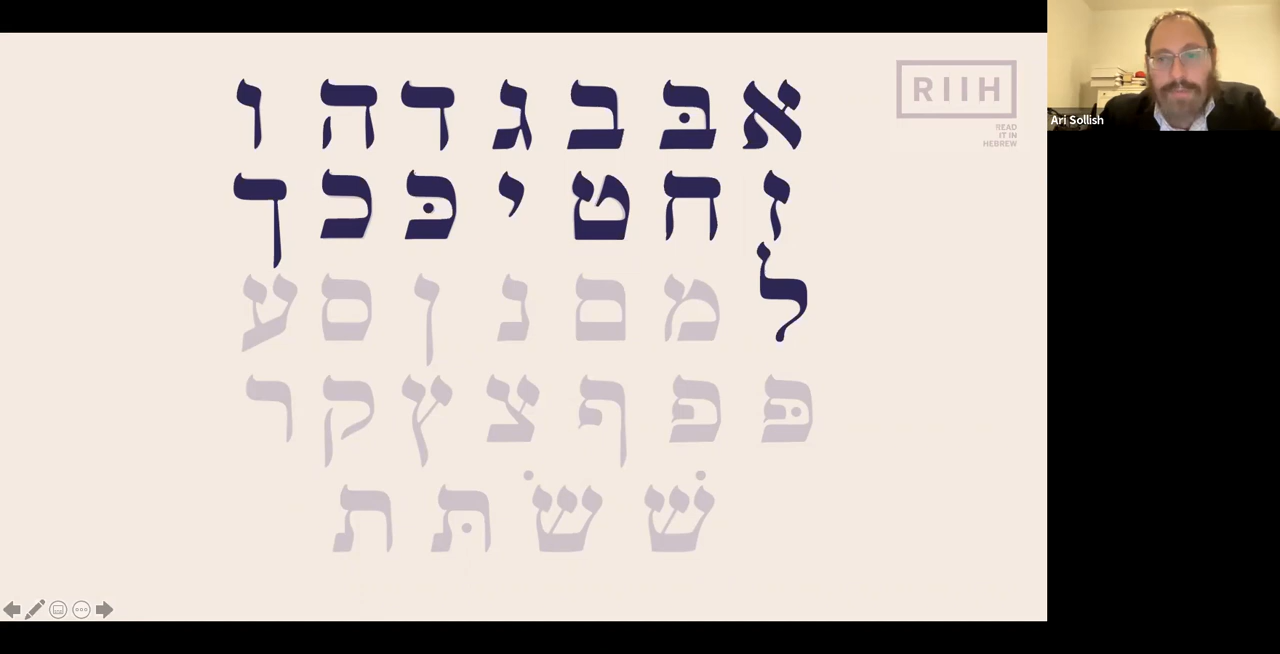 א בּ ב ג ד ה ו
ז ח ט י כּ כ ך
ל מ ם נ ן ס ע
פּ פ ף צ ץ ק ר
שׁ שׂ תּ ת
RIIH
READ
IT IN
HEBREW
Ari Sollish